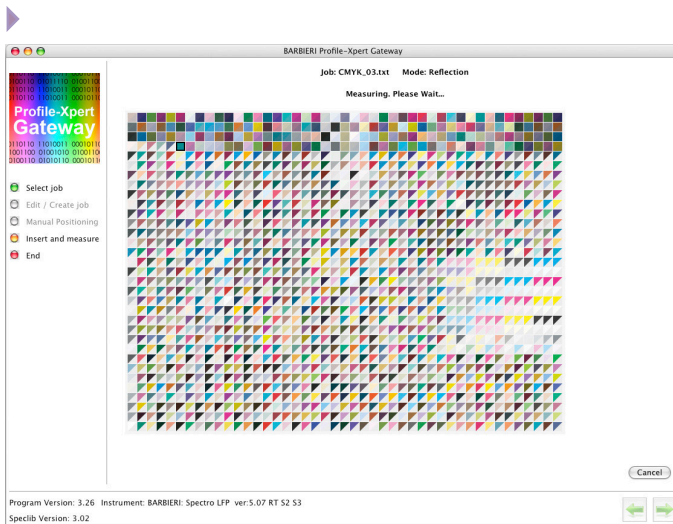 BARBIERI Profile-Xpert Gateway
Job: CMYK_03.txt Mode: Reflection
Measuring. Please Wait...
Profile-Xpert
Gateway
Select job
Edit / Create job
Manual Positioning
Insert and measure
End
Cancel
Program Version: 3.26 Instrument: BARBIERI: Spectro LFP ver:5.07 RT S2 S3
Speclib Version: 3.02